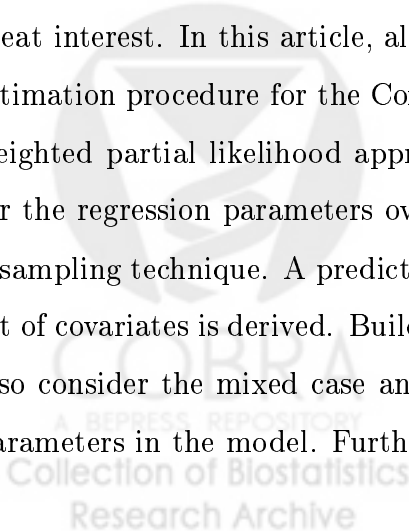 eat interest. In this article, al
timation procedure for the Co
eighted partial likelihood appr
r the regression parameters ov
sampling technique. A predict
t of covariates is derived. Buil
COBRA
so consider the mixed case an
A BEPRESS REPOSITORY
arameters in the model. Furth
Collection of Biostatistics
Research Archive